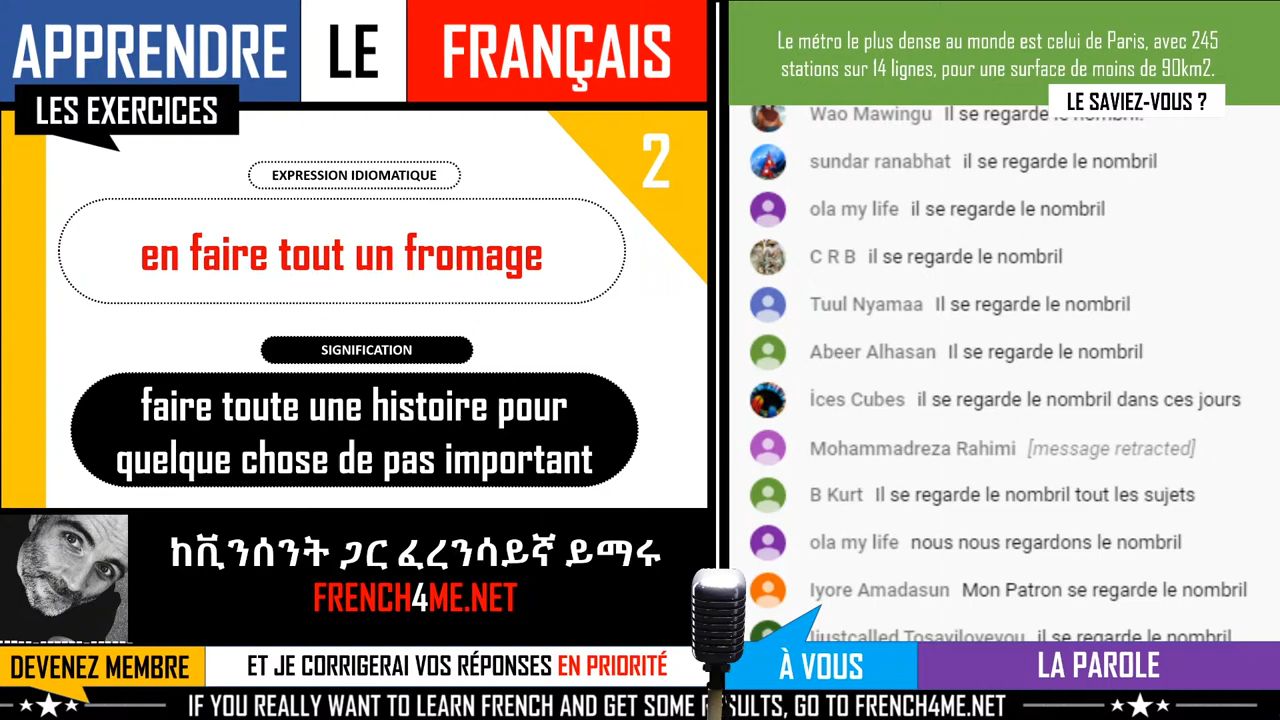 APPRENDRE LE FRANÇAIS
LES EXERCICES
2
EXPRESSION IDIOMATIQUE
en faire tout un fromage
SIGNIFICATION
faire toute une histoire pour
quelque chose de pas important
ከቪንሰንት ጋር ፈረንሳይኛ ይማሩ
FRENCH4ME.NET
DEVENEZ MEMBRE
ET JE CORRIGERAI VOS RÉPONSES EN PRIORITÉ
Le métro le plus dense au monde est celui de Paris, avec 245
stations sur 14 lignes, pour une surface de moins de 90km2.
LE SAVIEZ-VOUS ?
Wao Mawingu Il se regarde le nombril.
sundar ranabhat il se regarde le nombril
ola my life il se regarde le nombril
C R B il se regarde le nombril
Tuul Nyamaa Il se regarde le nombril
Abeer Alhasan Il se regarde le nombril
İces Cubes il se regarde le nombril dans ces jours
Mohammadreza Rahimi [message retracted]
B Kurt Il se regarde le nombril tout les sujets
ola my life nous nous regardons le nombril
Iyore Amadasun Mon Patron se regarde le nombril
il se regarde le nombril
À VOUS
LA PAROLE
IF YOU REALLY WANT TO LEARN FRENCH AND GET SOME RESULTS, GO TO FRENCH4ME.NET